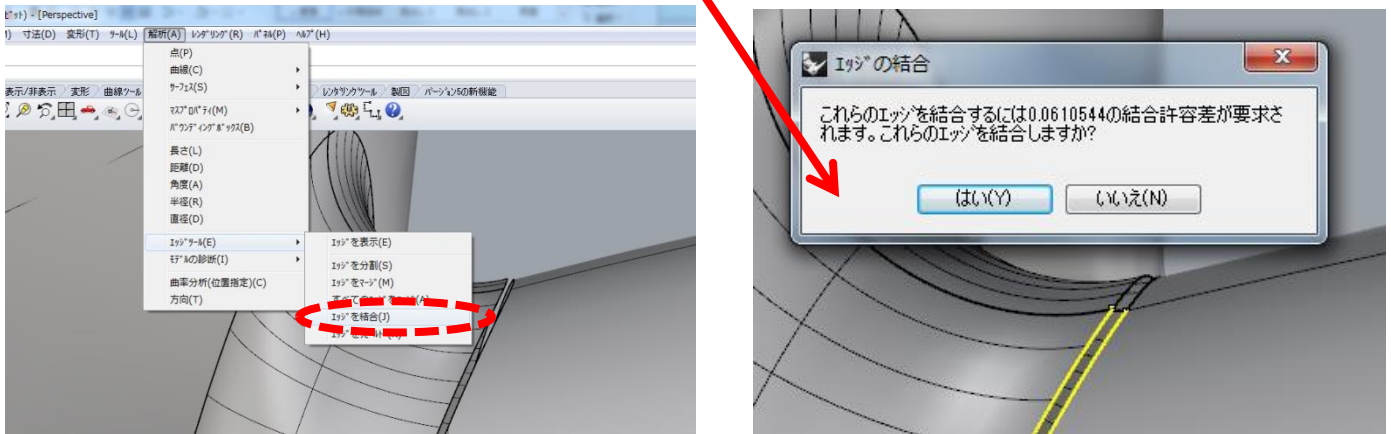 ﾋﾞｯﾄ) - [Perspective]
寸法(D) 変形(T) ﾂｰﾙ(L) 解析(A) ﾚﾝﾀﾞﾘﾝｸﾞ(R) ﾊﾟﾈﾙ(P) ﾍﾙﾌﾟ(H)
点(P)
曲線(C)
ｻｰﾌｪｽ(S)
表示/非表示 変形 曲線ツール
レンダリングツール 製図 バージョン5の新機能
ﾏｽﾌﾟﾛﾊﾟﾃｨ(M)
ﾊﾞｳﾝﾃﾞｨﾝｸﾞﾎﾞｯｸｽ(B)
長さ(L)
距離(D)
角度(A)
半径(R)
直径(D)
ｴｯｼﾞﾂｰﾙ(E)
ﾓﾃﾞﾙの診断(I)
曲率分析(位置指定)(C)
方向(T)
ｴｯｼﾞを表示(E)
ｴｯｼﾞを分割(S)
ｴｯｼﾞをﾏｰｼﾞ(M)
ｴｯｼﾞを結合(J)
ｴｯｼﾞの結合
これらのｴｯｼﾞを結合するには0.0610544の結合許容差が要求さ
れます。これらのｴｯｼﾞを結合しますか?
はい(Y) いいえ(N)